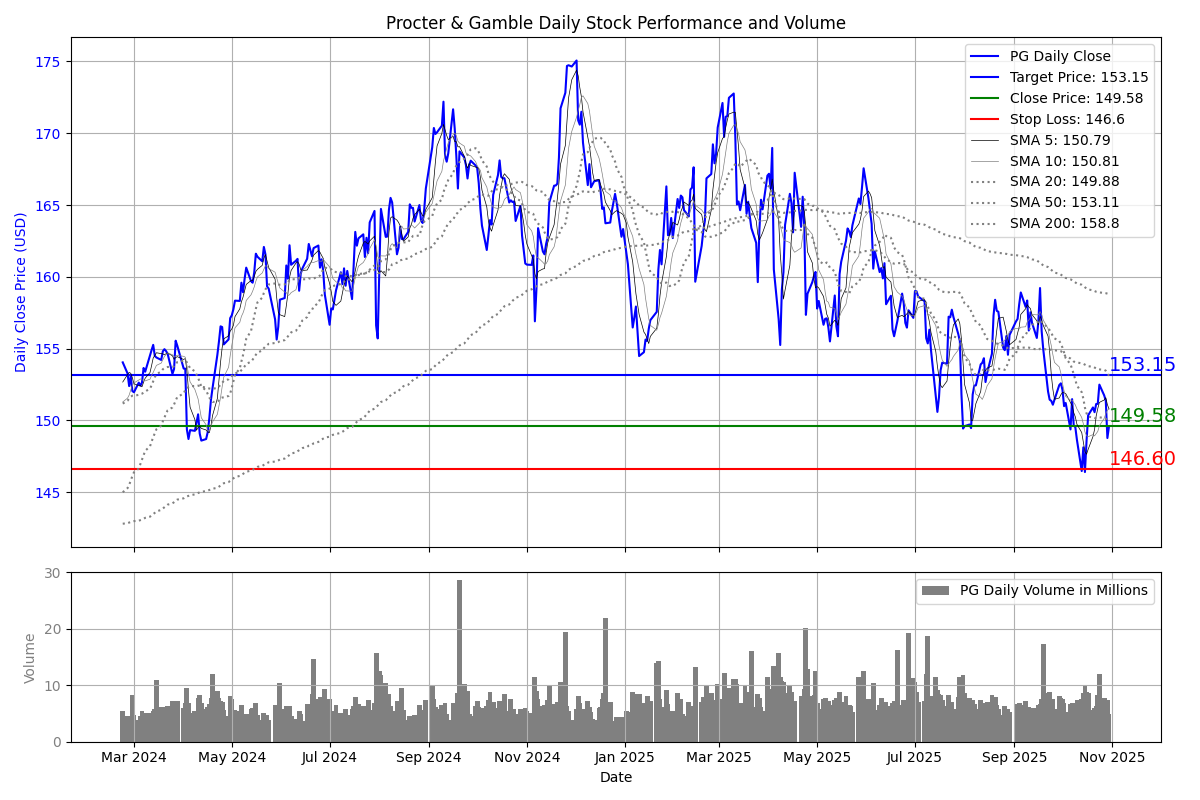 Procter & Gamble Daily Stock Performance and Volume
PG Daily Close
Target Price: 153.15
Close Price: 149.58
Stop Loss: 146.6
SMA 5: 150.79
SMA 10: 150.81
SMA 20: 149.88
SMA 50: 153.11
SMA 200: 158.8
Daily Close Price (USD)
175
170
165
160
155
150
145
153.15
149.58
146.60
PG Daily Volume in Millions
Volume
30
20
10
0
Mar 2024 May 2024 Jul 2024 Sep 2024 Nov 2024 Jan 2025 Mar 2025 May 2025 Jul 2025 Sep 2025 Nov 2025
Date